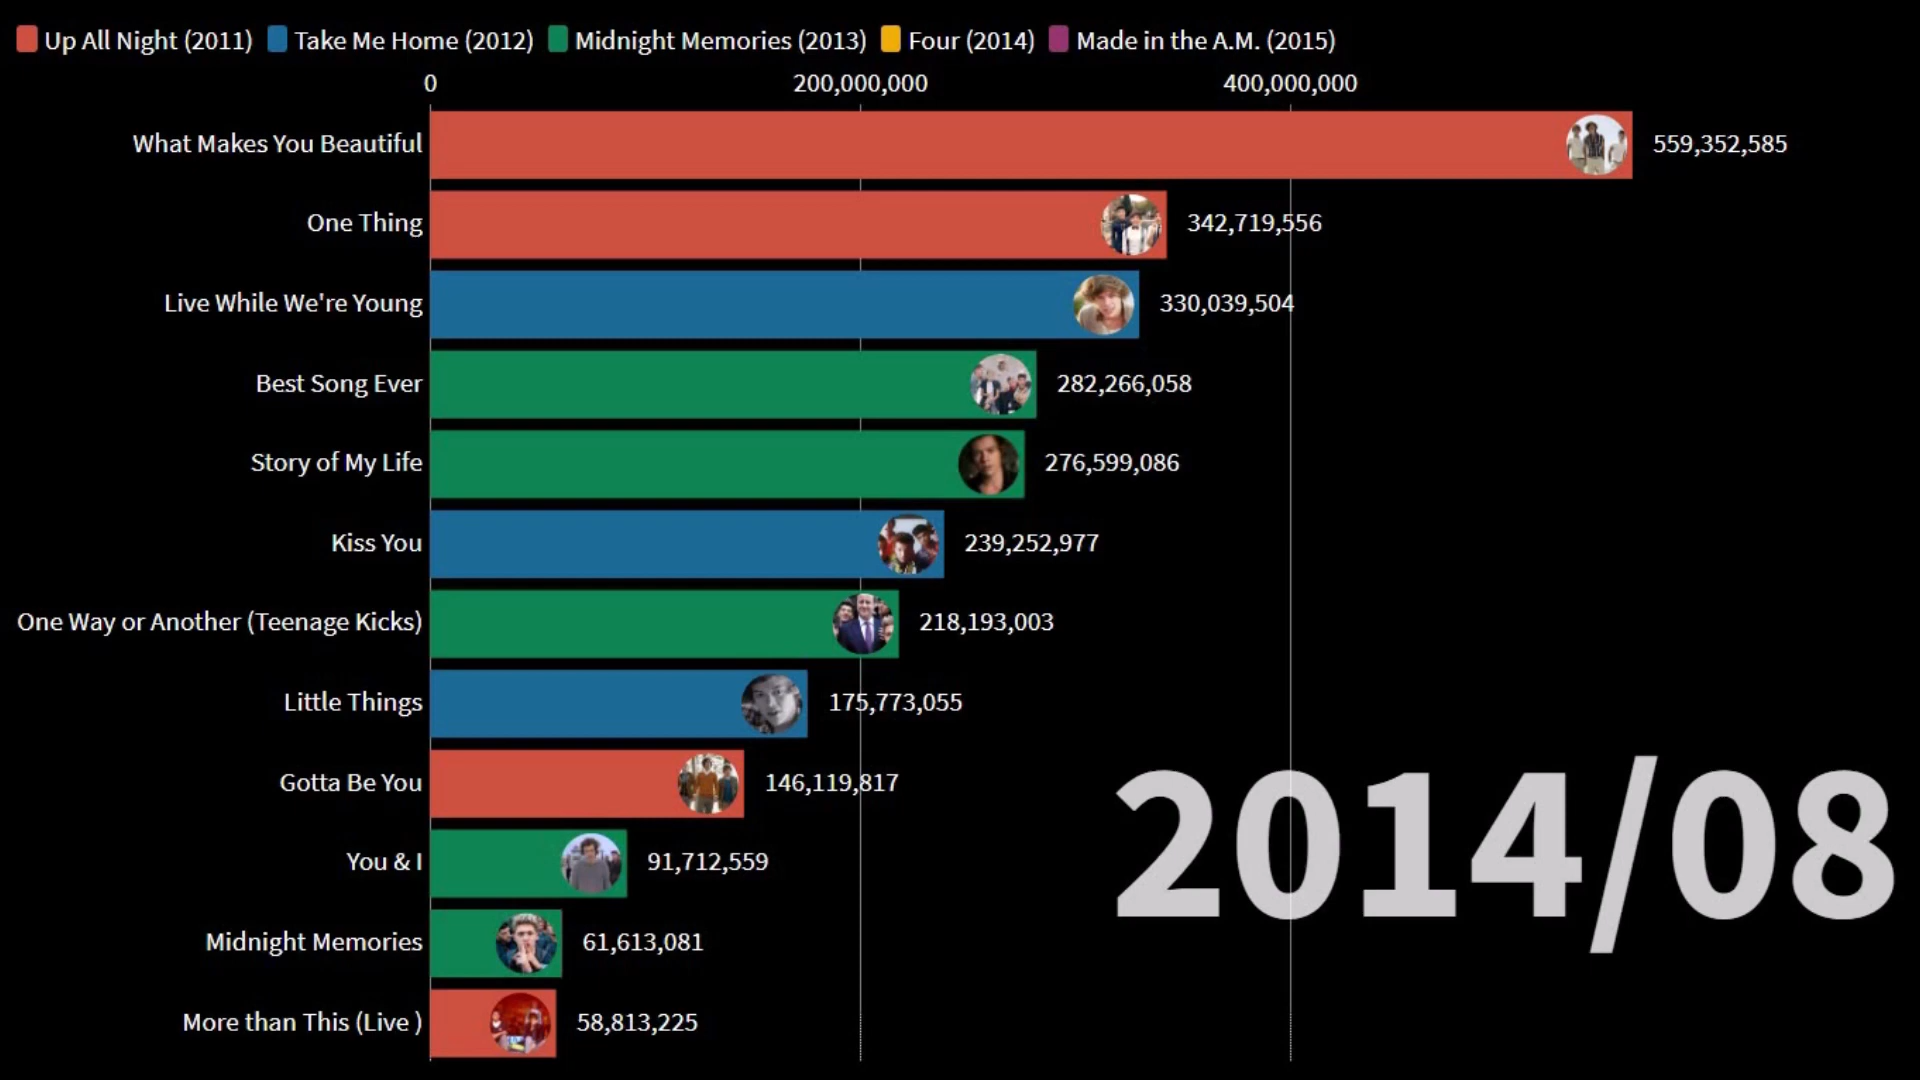 Up All Night (2011) Take Me Home (2012) Midnight Memories (2013) Four (2014) Made in the A.M. (2015)
0 200,000,000 400,000,000
What Makes You Beautiful 559,352,585
One Thing 342,719,556
Live While We're Young 330,039,504
Best Song Ever 282,266,058
Story of My Life 276,599,086
Kiss You 239,252,977
One Way or Another (Teenage Kicks) 218,193,003
Little Things 175,773,055
Gotta Be You 146,119,817
You & I 91,712,559
2014/08
Midnight Memories 61,613,081
More than This (Live ) 58,813,225